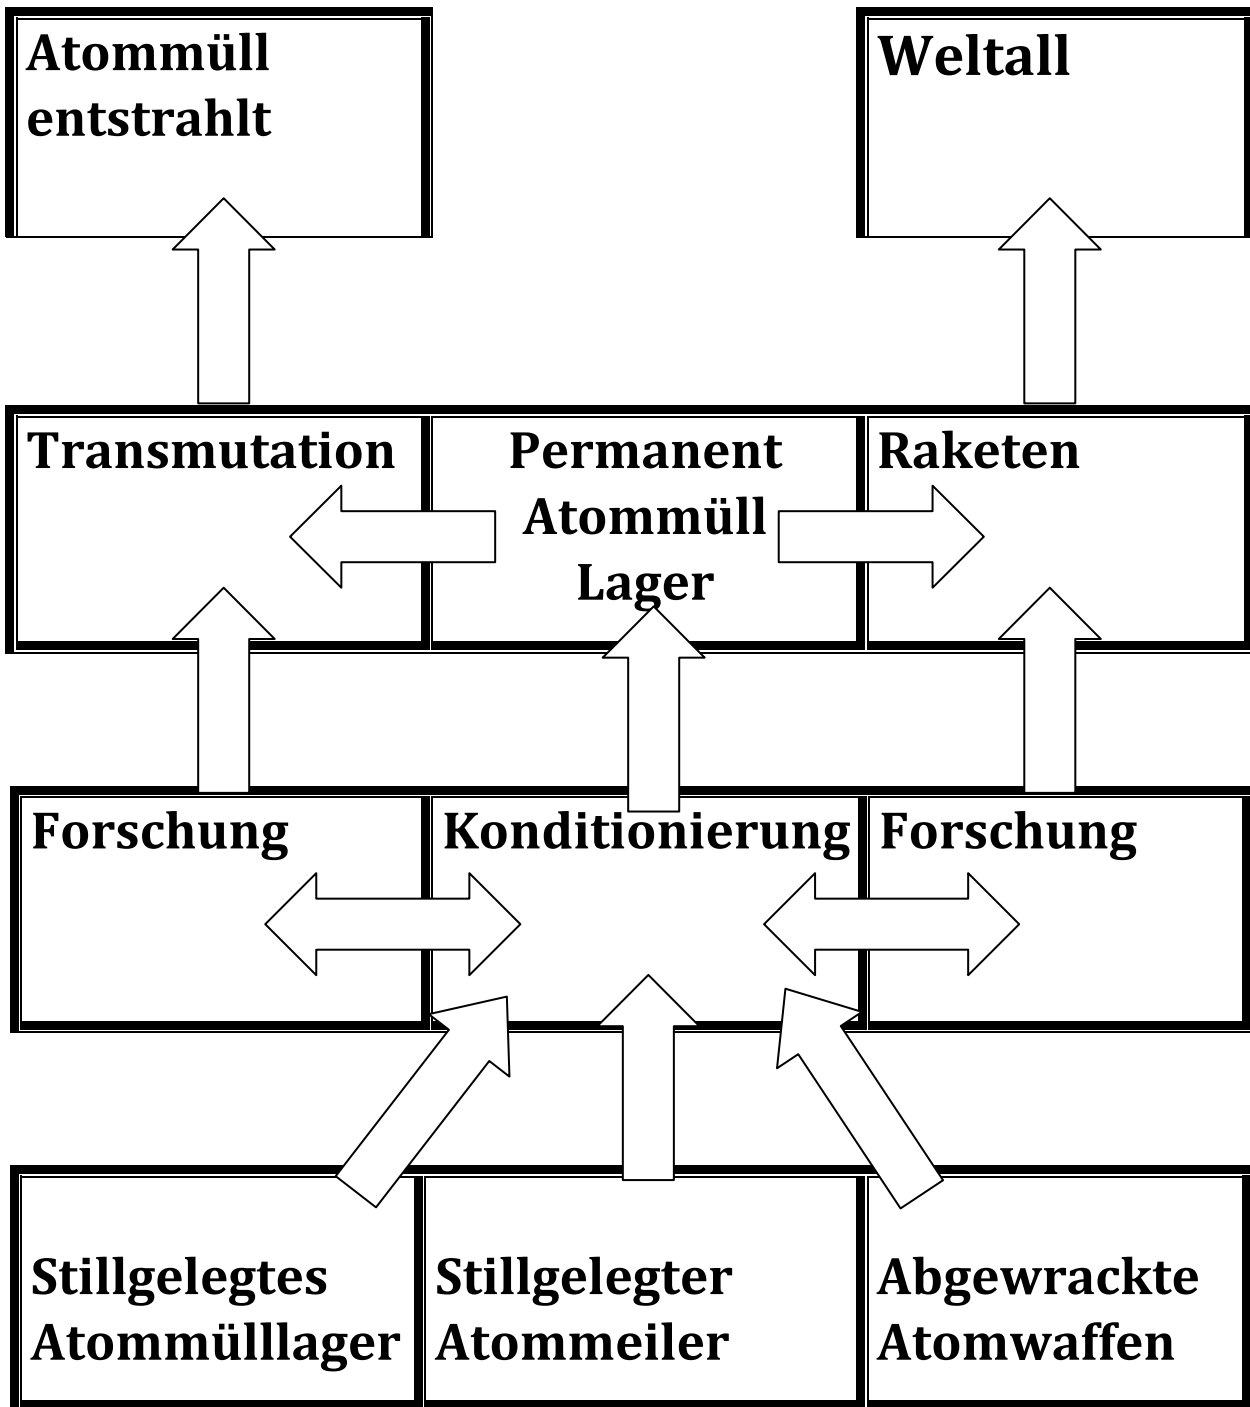 Atommüll
entstrahlt
Weltall
Transmutation
Permanent
Atommüll
Lager
Raketen
Forschung
Konditionierung
Forschung
Stillgelegtes
Atommülllager
Stillgelegter
Atommeiler
Abgewrackte
Atomwaffen